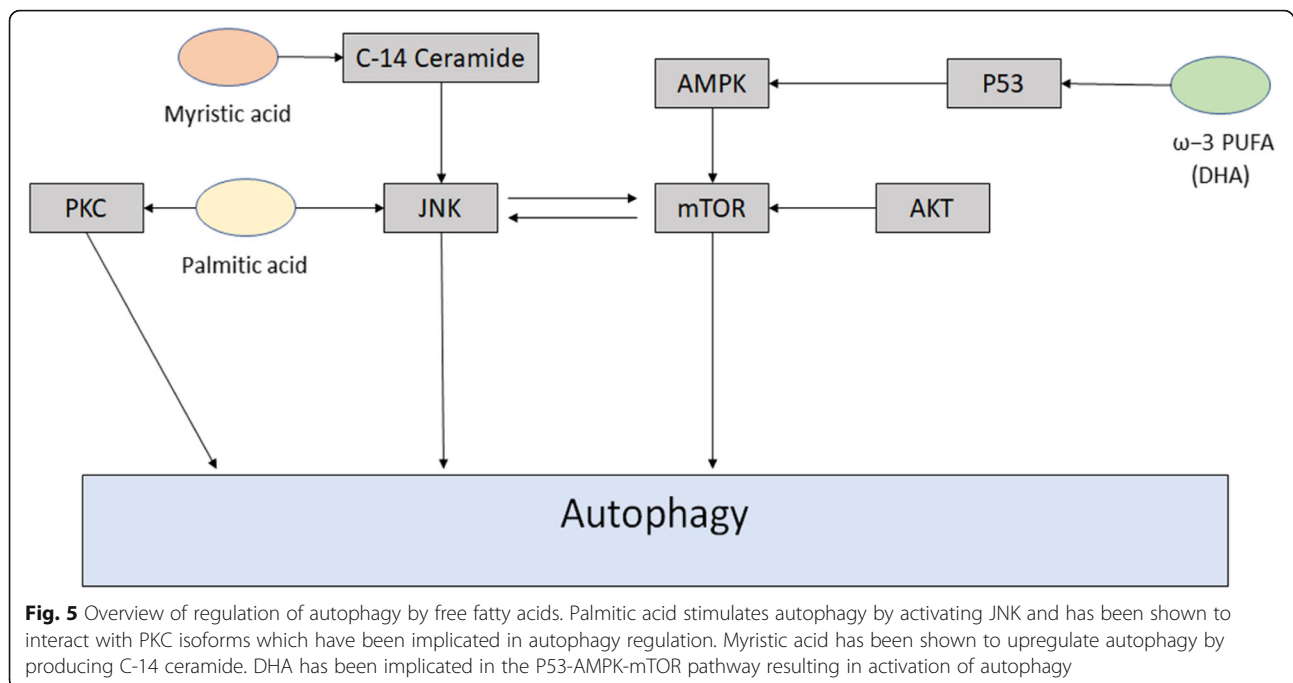 C-14 Ceramide
Myristic acid
AMPK
P53
ω−3 PUFA
(DHA)
PKC
Palmitic acid
JNK
mTOR
AKT
Autophagy
Fig. 5 Overview of regulation of autophagy by free fatty acids. Palmitic acid stimulates autophagy by activating JNK and has been shown to
interact with PKC isoforms which have been implicated in autophagy regulation. Myristic acid has been shown to upregulate autophagy by
producing C-14 ceramide. DHA has been implicated in the P53-AMPK-mTOR pathway resulting in activation of autophagy